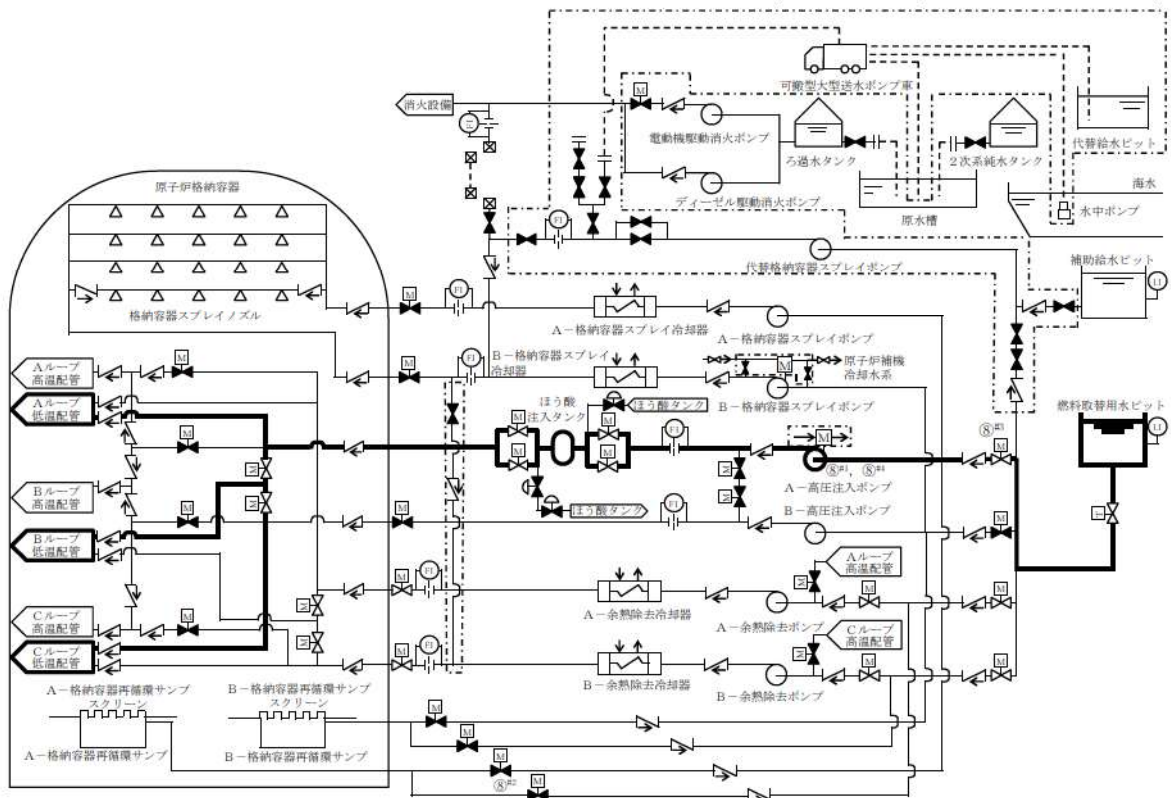 可搬型大型送水ポンプ車
消火設備
FI
M
電動機駆動消火ポンプ
ろ過水タンク
2次系純水タンク
代替給水ピット
ディーゼル駆動消火ポンプ
原水槽
海水
水中ポンプ
原子炉格納容器
FI
代替格納容器スプレイポンプ
補助給水ピット
LI
格納容器スプレイノズル
M
FI
A-格納容器スプレイ冷却器
A-格納容器スプレイポンプ
B-格納容器スプレイ
冷却器
M
FI
M
原子炉補機
冷却水系
B-格納容器スプレイポンプ
Aループ
高温配管
M
Aループ
低温配管
ほう酸
注入タンク
ほう酸タンク
燃料取替用水ピット
LI
M
M
M
M
M
FI
M
⑧#3
M
M
M
⑧#1、⑧#4
A-高圧注入ポンプ
Bループ
高温配管
M
M
M
ほう酸タンク
FI
M
B-高圧注入ポンプ
M
T
Bループ
低温配管
Aループ
高温配管
M
FI
M
M
M
A-余熱除去冷却器
A-余熱除去ポンプ
M
Cループ
高温配管
M
M
Cループ
高温配管
Cループ
低温配管
M
FI
M
M
M
B-余熱除去冷却器
B-余熱除去ポンプ
A-格納容器再循環サンプ
スクリーン
B-格納容器再循環サンプ
スクリーン
M
M
A-格納容器再循環サンプ
B-格納容器再循環サンプ
M
⑧#2
M